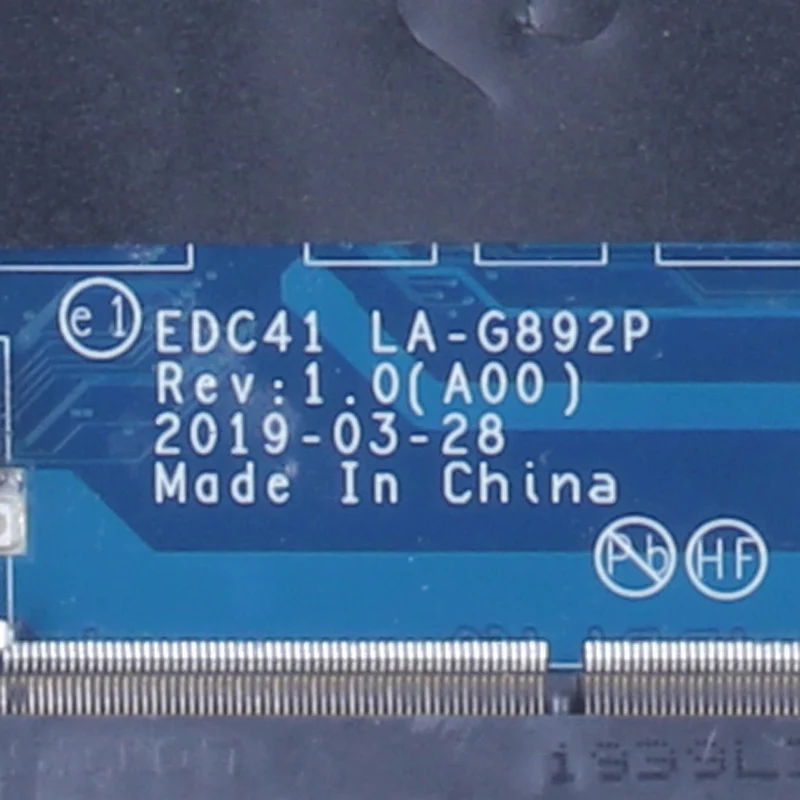 e1
EDC41 LA-G892P
Rev:1.0(A00)
2019-03-28
Made In China
Pb HF